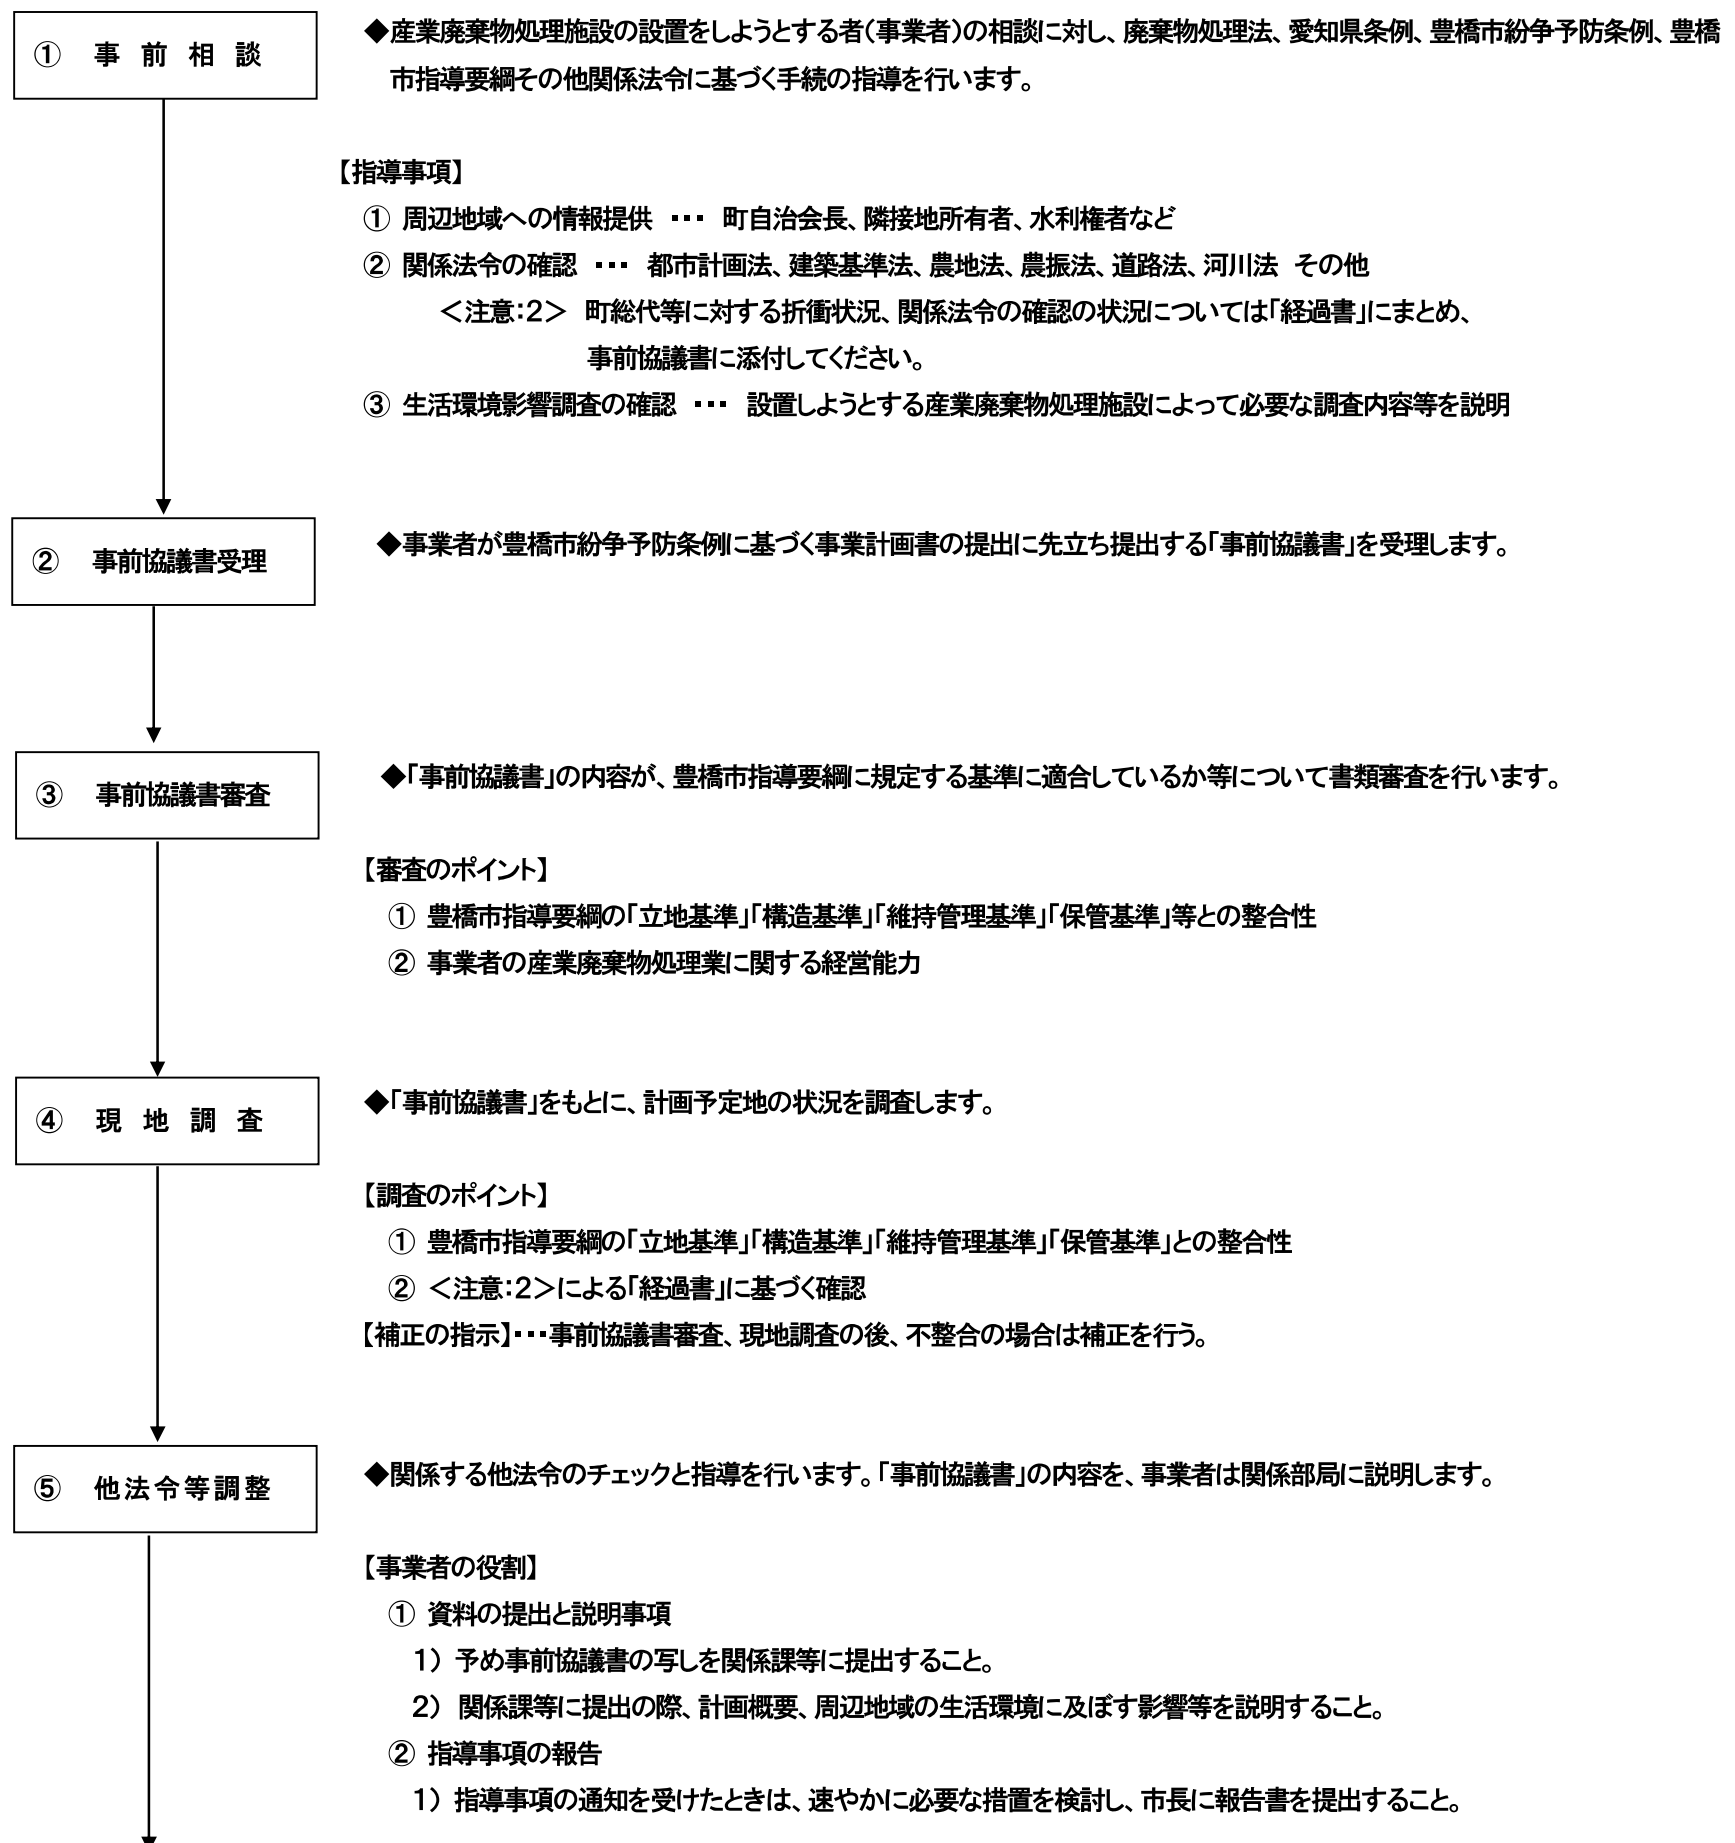 ① 事 前 相 談
◆産業廃棄物処理施設の設置をしようとする者（事業者）の相談に対し、廃棄物処理法、愛知県条例、豊橋市紛争予防条例、豊橋
市指導要綱その他関係法令に基づく手続の指導を行います。
【指導事項】
① 周辺地域への情報提供 ・・・ 町自治会長、隣接地所有者、水利権者など
② 関係法令の確認 ・・・ 都市計画法、建築基準法、農地法、農振法、道路法、河川法 その他
＜注意：２＞ 町総代等に対する折衝状況、関係法令の確認の状況については「経過書」にまとめ、
事前協議書に添付してください。
③ 生活環境影響調査の確認 ・・・ 設置しようとする産業廃棄物処理施設によって必要な調査内容等を説明
② 事前協議書受理
◆事業者が豊橋市紛争予防条例に基づく事業計画書の提出に先立ち提出する「事前協議書」を受理します。
③ 事前協議書審査
◆「事前協議書」の内容が、豊橋市指導要綱に規定する基準に適合しているか等について書類審査を行います。
【審査のポイント】
① 豊橋市指導要綱の「立地基準」「構造基準」「維持管理基準」「保管基準」等との整合性
② 事業者の産業廃棄物処理業に関する経営能力
④ 現 地 調 査
◆「事前協議書」をもとに、計画予定地の状況を調査します。
【調査のポイント】
① 豊橋市指導要綱の「立地基準」「構造基準」「維持管理基準」「保管基準」との整合性
② ＜注意：２＞による「経過書」に基づく確認
【補正の指示】・・・事前協議書審査、現地調査の後、不整合の場合は補正を行う。
⑤ 他法令等調整
◆関係する他法令のチェックと指導を行います。「事前協議書」の内容を、事業者は関係部局に説明します。
【事業者の役割】
① 資料の提出と説明事項
１） 予め事前協議書の写しを関係課等に提出すること。
２） 関係課等に提出の際、計画概要、周辺地域の生活環境に及ぼす影響等を説明すること。
② 指導事項の報告
１） 指導事項の通知を受けたときは、速やかに必要な措置を検討し、市長に報告書を提出すること。